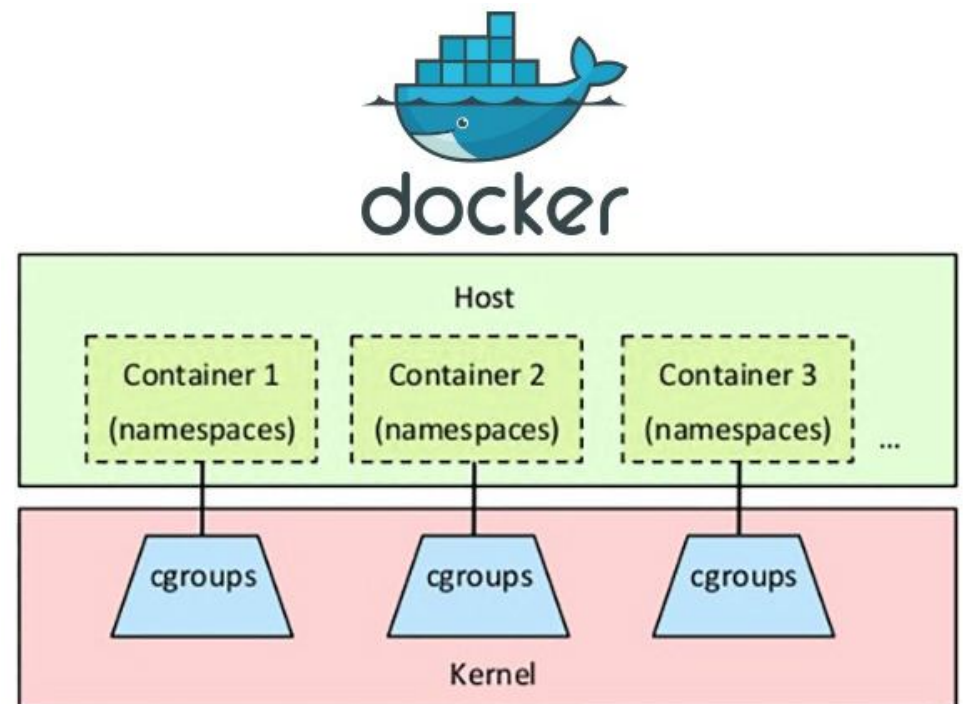 docker
Host
Container 1
(namespaces)
Container 2
(namespaces)
Container 3
(namespaces)
...
cgroups
cgroups
cgroups
Kernel